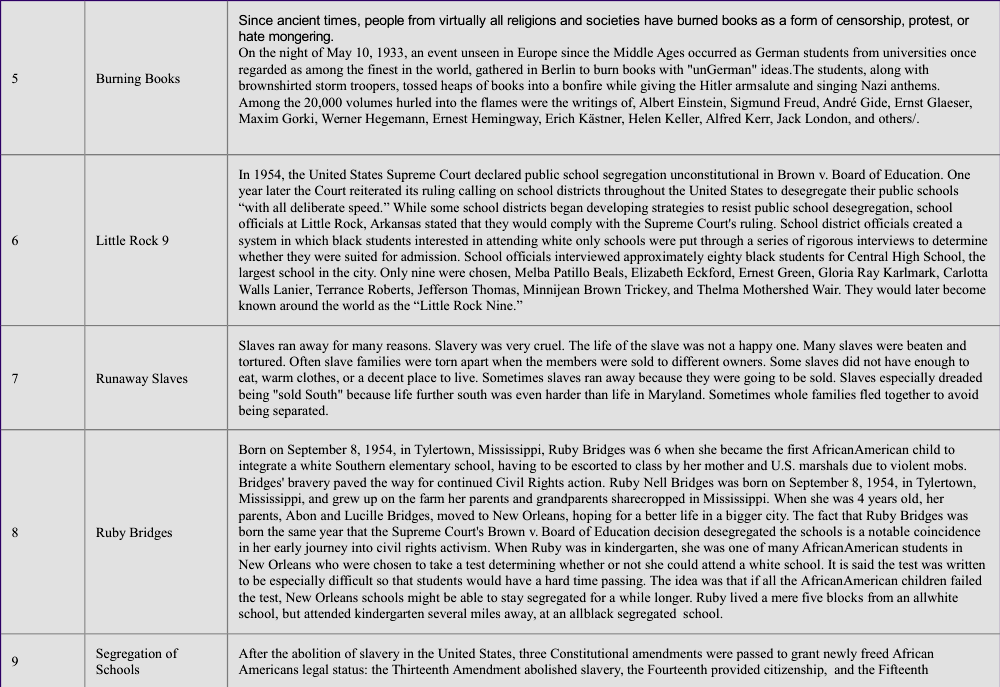 Since ancient times, people from virtually all religions and societies have burned books as a form of censorship, protest, or
hate mongering.
On the night of May 10, 1933, an event unseen in Europe since the Middle Ages occurred as German students from universities once
5
Burning Books
regarded as among the finest in the world, gathered in Berlin to burn books with "unGerman" ideas.The students, along with
brownshirted storm troopers, tossed heaps of books into a bonfire while giving the Hitler armsalute and singing Nazi anthems.
Among the 20,000 volumes hurled into the flames were the writings of, Albert Einstein, Sigmund Freud, André Gide, Ernst Glaeser,
Maxim Gorki, Werner Hegemann, Ernest Hemingway, Erich Kästner, Helen Keller, Alfred Kerr, Jack London, and others/.
In 1954, the United States Supreme Court declared public school segregation unconstitutional in Brown v. Board of Education. One
year later the Court reiterated its ruling calling on school districts throughout the United States to desegregate their public schools
“with all deliberate speed.” While some school districts began developing strategies to resist public school desegregation, school
officials at Little Rock, Arkansas stated that they would comply with the Supreme Court's ruling. School district officials created a
6
Little Rock 9
system in which black students interested in attending white only schools were put through a series of rigorous interviews to determine
whether they were suited for admission. School officials interviewed approximately eighty black students for Central High School, the
largest school in the city. Only nine were chosen, Melba Patillo Beals, Elizabeth Eckford, Ernest Green, Gloria Ray Karlmark, Carlotta
Walls Lanier, Terrance Roberts, Jefferson Thomas, Minnijean Brown Trickey, and Thelma Mothershed Wair. They would later become
known around the world as the “Little Rock Nine.”
Slaves ran away for many reasons. Slavery was very cruel. The life of the slave was not a happy one. Many slaves were beaten and
tortured. Often slave families were torn apart when the members were sold to different owners. Some slaves did not have enough to
7
Runaway Slaves
eat, warm clothes, or a decent place to live. Sometimes slaves ran away because they were going to be sold. Slaves especially dreaded
being "sold South" because life further south was even harder than life in Maryland. Sometimes whole families fled together to avoid
being separated.
Born on September 8, 1954, in Tylertown, Mississippi, Ruby Bridges was 6 when she became the first AfricanAmerican child to
integrate a white Southern elementary school, having to be escorted to class by her mother and U.S. marshals due to violent mobs.
Bridges' bravery paved the way for continued Civil Rights action. Ruby Nell Bridges was born on September 8, 1954, in Tylertown,
Mississippi, and grew up on the farm her parents and grandparents sharecropped in Mississippi. When she was 4 years old, her
parents, Abon and Lucille Bridges, moved to New Orleans, hoping for a better life in a bigger city. The fact that Ruby Bridges was
8
Ruby Bridges
born the same year that the Supreme Court's Brown v. Board of Education decision desegregated the schools is a notable coincidence
in her early journey into civil rights activism. When Ruby was in kindergarten, she was one of many AfricanAmerican students in
New Orleans who were chosen to take a test determining whether or not she could attend a white school. It is said the test was written
to be especially difficult so that students would have a hard time passing. The idea was that if all the AfricanAmerican children failed
the test, New Orleans schools might be able to stay segregated for a while longer. Ruby lived a mere five blocks from an allwhite
school, but attended kindergarten several miles away, at an allblack segregated school.
9
Segregation of
Schools
After the abolition of slavery in the United States, three Constitutional amendments were passed to grant newly freed African
Americans legal status: the Thirteenth Amendment abolished slavery, the Fourteenth provided citizenship, and the Fifteenth